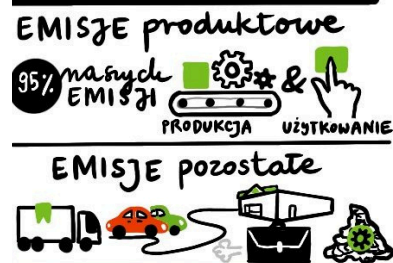 EMISJE produktowe
95% naszych
EMISJI
&
PRODUKCJA UŻYTKOWANIE
EMISJE pozostałe